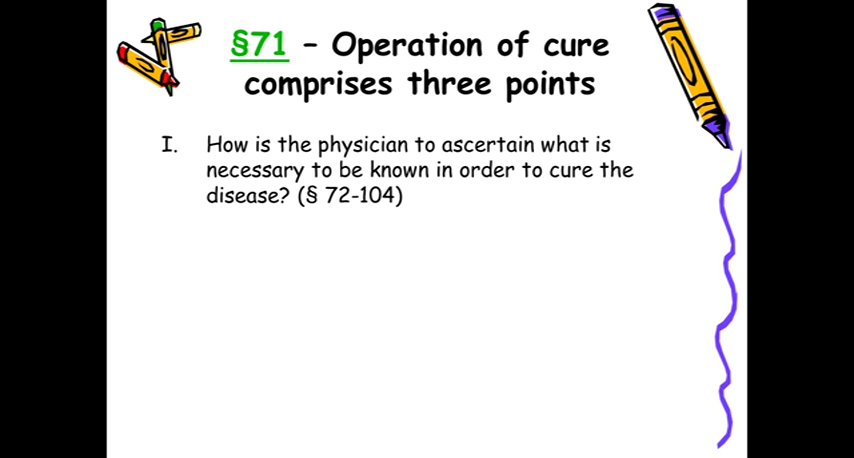 §71 – Operation of cure
comprises three points
I. How is the physician to ascertain what is
necessary to be known in order to cure the
disease? (§ 72-104)